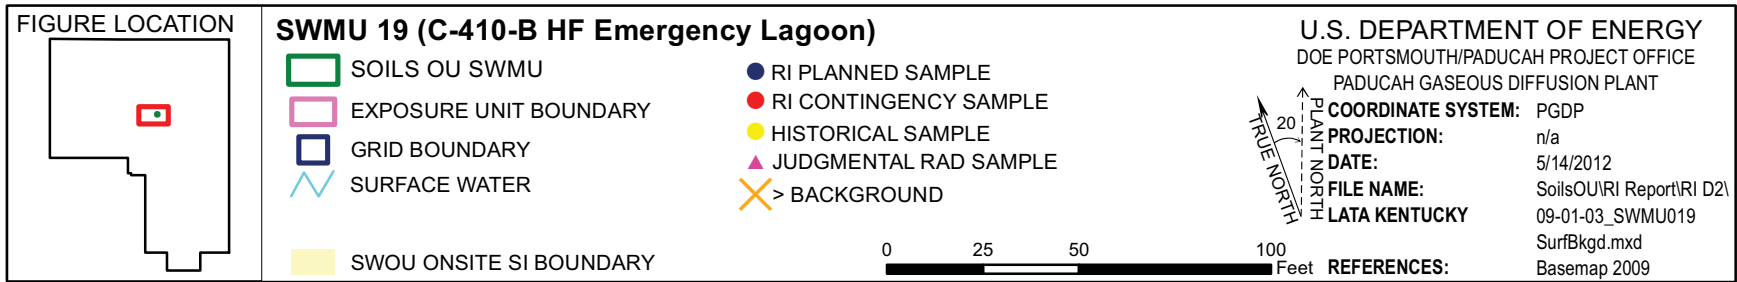 FIGURE LOCATION
SWMU 19 (C-410-B HF Emergency Lagoon)
SOILS OU SWMU
EXPOSURE UNIT BOUNDARY
GRID BOUNDARY
SURFACE WATER
SWOU ONSITE SI BOUNDARY
RI PLANNED SAMPLE
RI CONTINGENCY SAMPLE
HISTORICAL SAMPLE
JUDGMENTAL RAD SAMPLE
> BACKGROUND
0 25 50 100
Feet
U.S. DEPARTMENT OF ENERGY
DOE PORTSMOUTH/PADUCAH PROJECT OFFICE
PADUCAH GASEOUS DIFFUSION PLANT
TRUE NORTH
20
PLANT NORTH
COORDINATE SYSTEM: PGDP
PROJECTION: n/a
DATE: 5/14/2012
FILE NAME: SoilsOU\RI Report\RI D2\
LATA KENTUCKY 09-01-03_SWMU019
SurfBkgd.mxd
REFERENCES: Basemap 2009